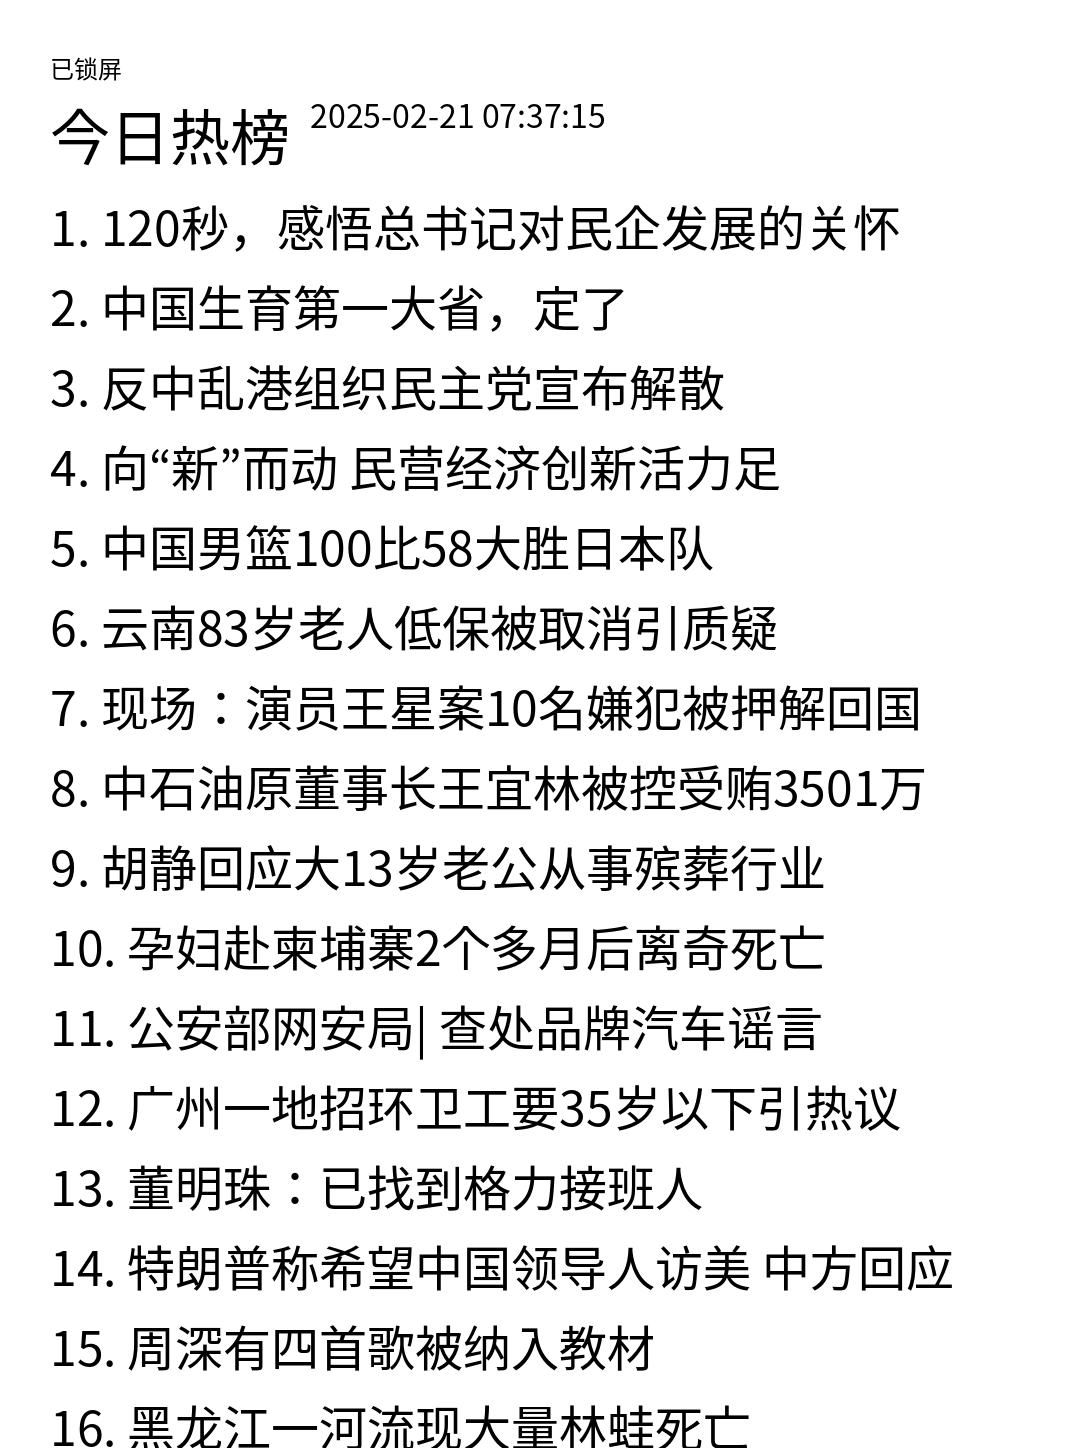 已锁屏
今日热榜 2025-02-21 07:37:15
1. 120秒，感悟总书记对民企发展的关怀
2. 中国生育第一大省，定了
3. 反中乱港组织民主党宣布解散
4. 向“新”而动 民营经济创新活力足
5. 中国男篮100比58大胜日本队
6. 云南83岁老人低保被取消引质疑
7. 现场：演员王星案10名嫌犯被押解回国
8. 中石油原董事长王宜林被控受贿3501万
9. 胡静回应大13岁老公从事殡葬行业
10. 孕妇赴柬埔寨2个多月后离奇死亡
11. 公安部网安局| 查处品牌汽车谣言
12. 广州一地招环卫工要35岁以下引热议
13. 董明珠：已找到格力接班人
14. 特朗普称希望中国领导人访美 中方回应
15. 周深有四首歌被纳入教材
16. 黑龙江一河流现大量林蛙死亡